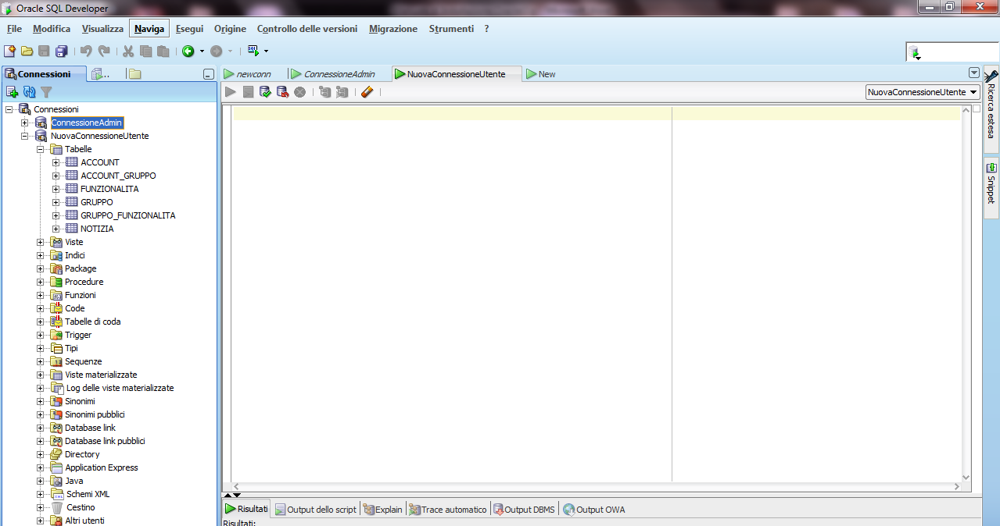 Oracle SQL Developer
File Modifica Visualizza Naviga Esegui Origine Controllo delle versioni Migrazione Strumenti ?
SQL
Connessioni ..
newconn ConnessioneAdmin NuovaConnessioneUtente New
NuovaConnessioneUtente
Connessioni
ConnessioneAdmin
NuovaConnessioneUtente
Tabelle
ACCOUNT
ACCOUNT_GRUPPO
FUNZIONALITA
GRUPPO
GRUPPO_FUNZIONALITA
NOTIZIA
Viste
Indici
Package
Procedure
Funzioni
Code
Tabelle di coda
Trigger
Tipi
Sequenze
Viste materializzate
Log delle viste materializzate
Sinonimi
Sinonimi pubblici
Database link
Database link pubblici
Directory
Application Express
Java
Schemi XML
Cestino
Altri utenti
Ricerca estesa
Snippet
Risultati Output dello script Explain Trace automatico Output DBMS Output OWA
Risultati: